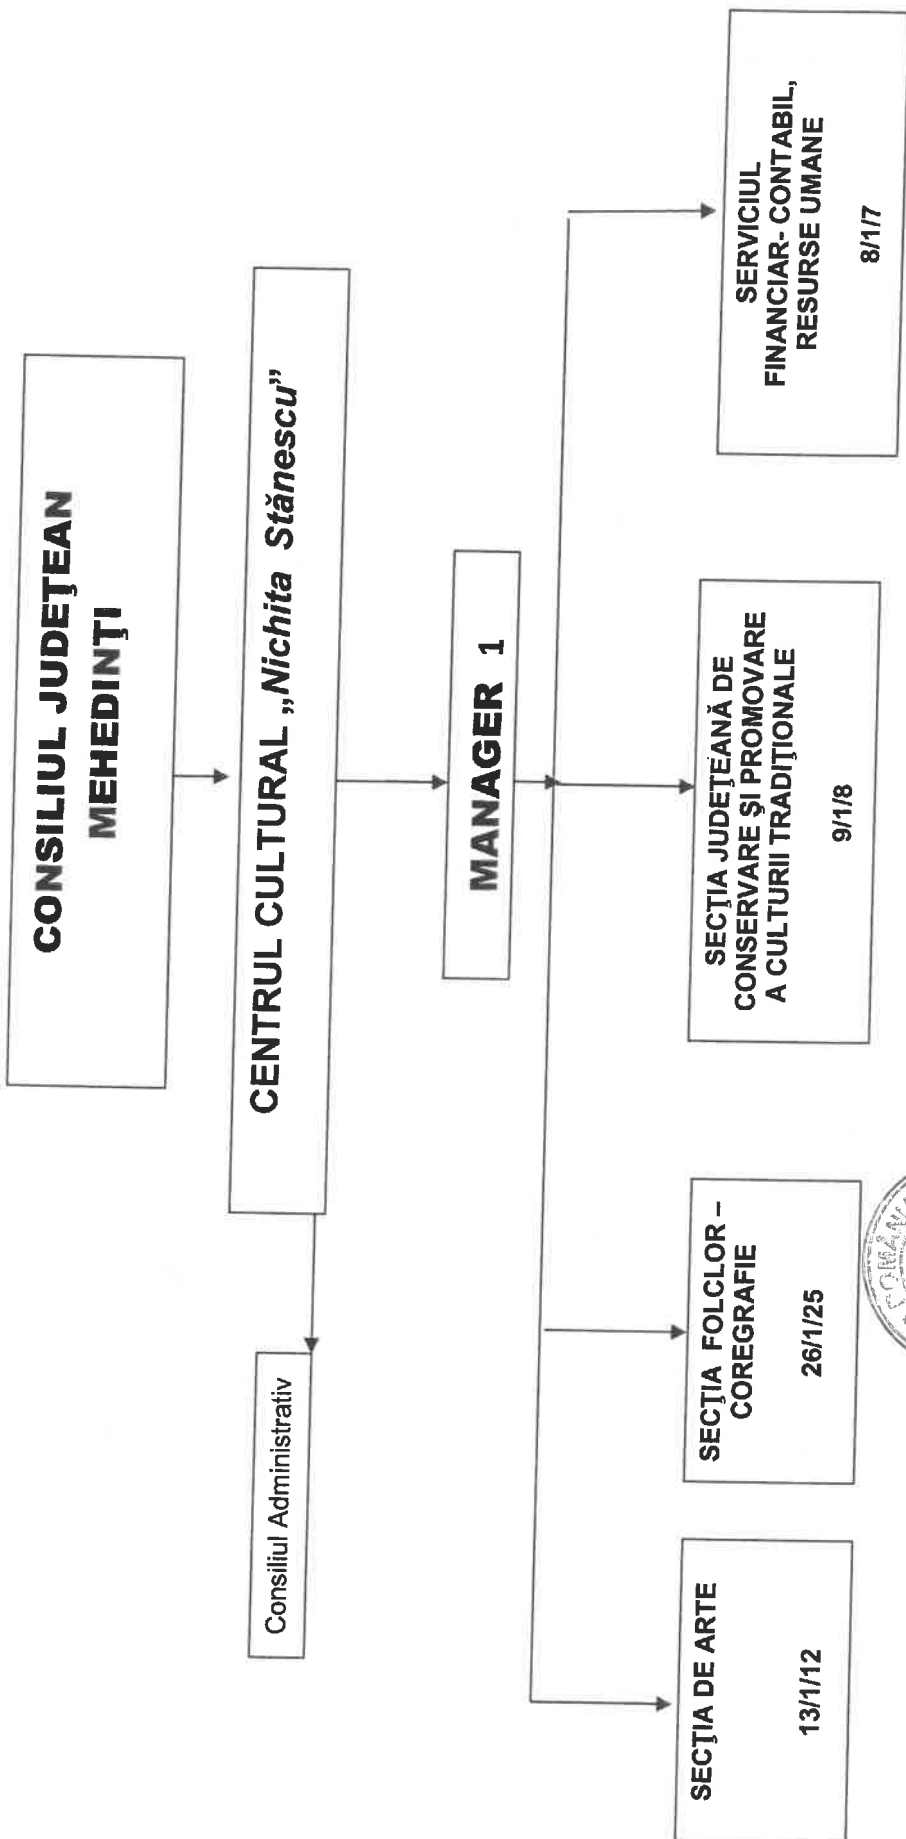 CONSILIUL JUDEŢEAN
MEHEDINŢI
CENTRUL CULTURAL „Nichita Stănescu”
Consiliul Administrativ
MANAGER 1
SECŢIA DE ARTE
13/1/12
SECŢIA FOLCLOR –
COREGRAFIE
26/1/25
SECŢIA JUDEŢEANĂ DE
CONSERVARE ŞI PROMOVARE
A CULTURII TRADIŢIONALE
9/1/8
SERVICIUL
FINANCIAR- CONTABIL,
RESURSE UMANE
8/1/7
ROMÂNIA